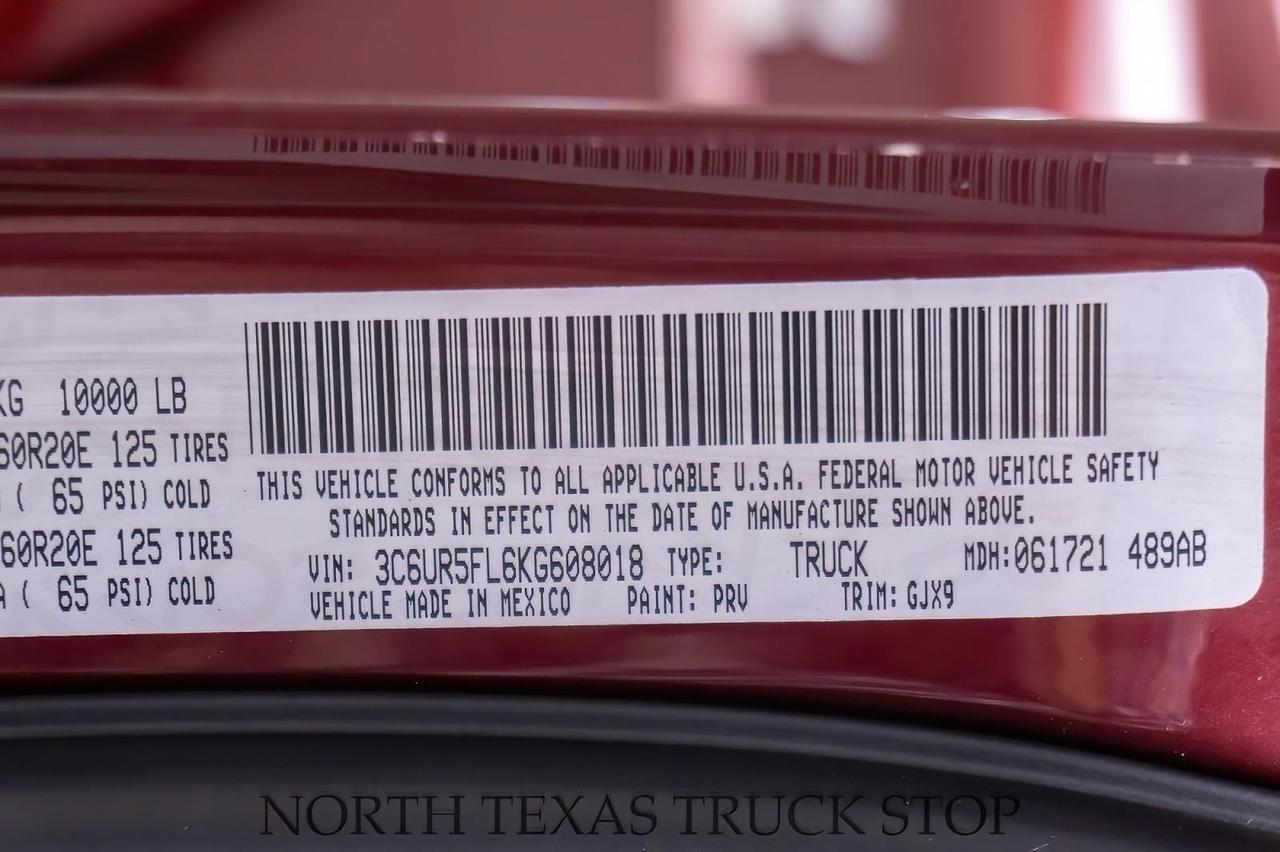 KG 10000 LB
60R20E 125 TIRES
( 65 PSI) COLD
60R20E 125 TIRES
A ( 65 PSI) COLD
THIS VEHICLE CONFORMS TO ALL APPLICABLE U.S.A. FEDERAL MOTOR VEHICLE SAFETY
STANDARDS IN EFFECT ON THE DATE OF MANUFACTURE SHOWN ABOVE.
VIN: 3C6UR5FL6KG608018 TYPE: TRUCK MDH:061721 489AB
VEHICLE MADE IN MEXICO PAINT: PRV TRIM: GJX9
NORTH TEXAS TRUCK STOP